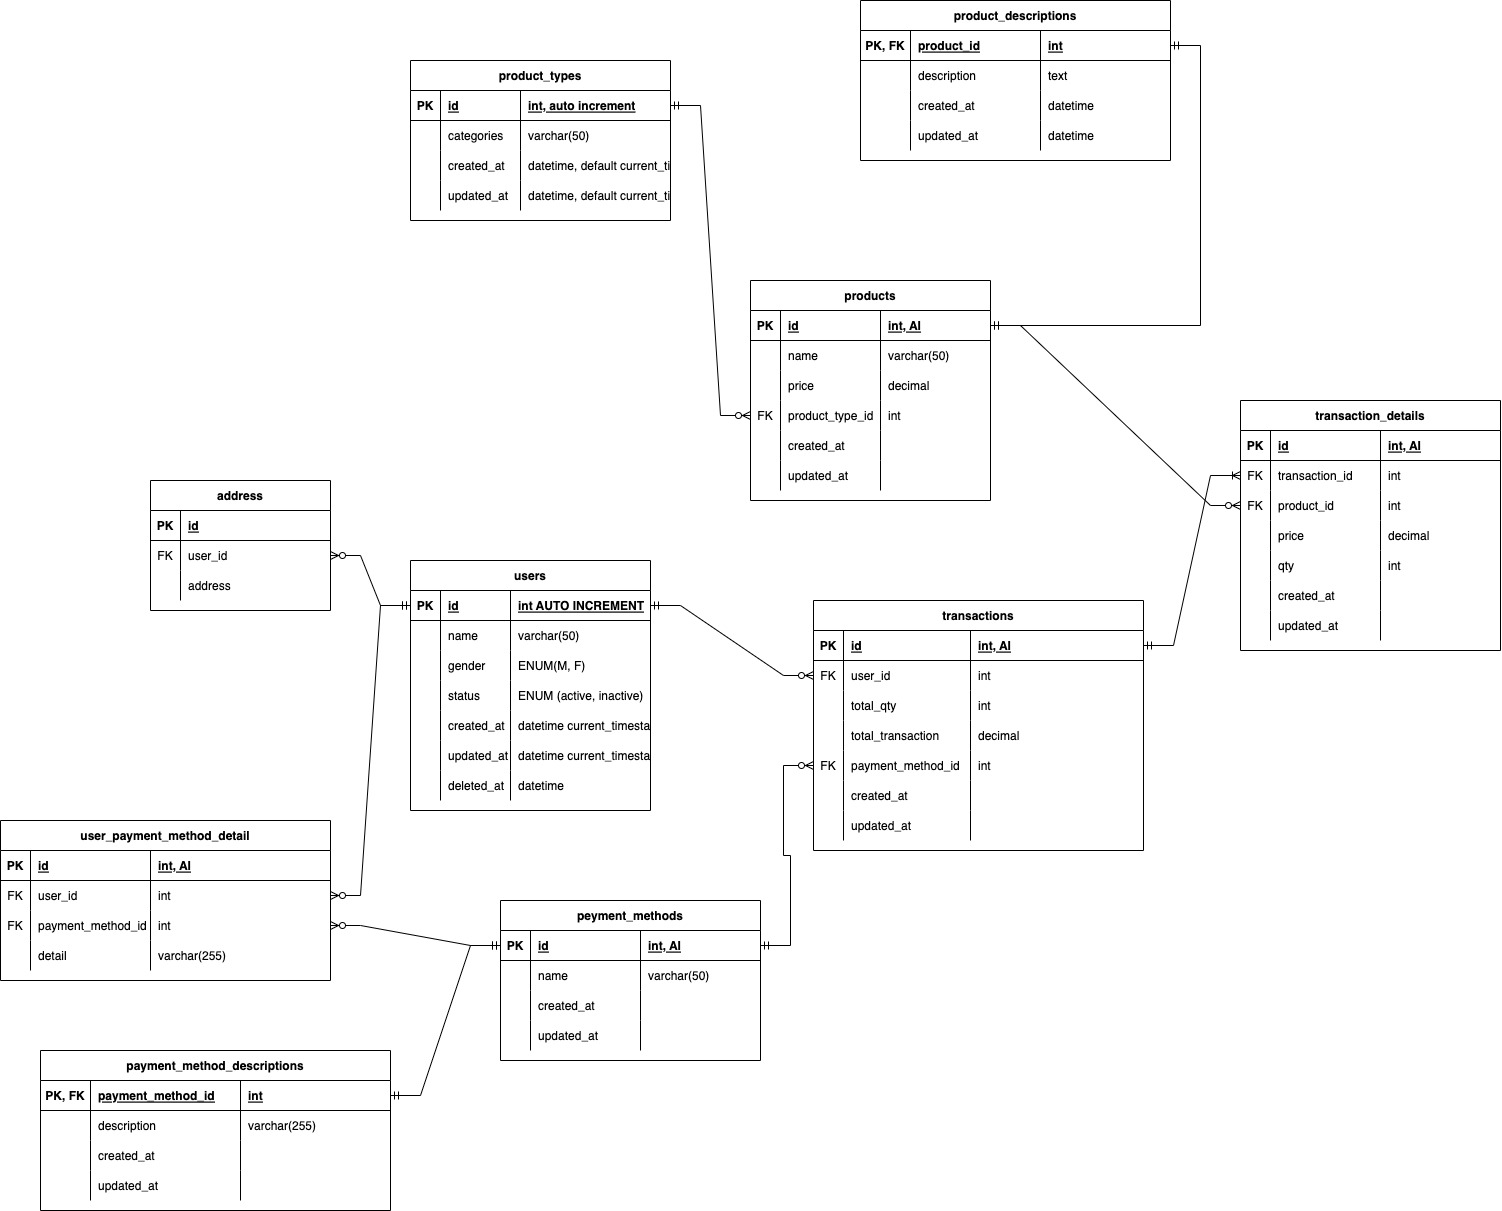 product_descriptions
PK, FK product_id int
description text
created_at datetime
updated_at datetime
product_types
PK id int, auto increment
categories varchar(50)
created_at datetime, default current_ti
updated_at datetime, default current_ti
products
PK id int, AI
name varchar(50)
price decimal
FK product_type_id int
created_at
updated_at
transaction_details
PK id int, AI
FK transaction_id int
FK product_id int
price decimal
qty int
created_at
updated_at
address
PK id
FK user_id
address
users
PK id int AUTO INCREMENT
name varchar(50)
gender ENUM(M, F)
status ENUM (active, inactive)
created_at datetime current_timesta
updated_at datetime current_timesta
deleted_at datetime
transactions
PK id int, AI
FK user_id int
total_qty int
total_transaction decimal
FK payment_method_id int
created_at
updated_at
user_payment_method_detail
PK id int, AI
FK user_id int
FK payment_method_id int
detail varchar(255)
peyment_methods
PK id int, AI
name varchar(50)
created_at
updated_at
payment_method_descriptions
PK, FK payment_method_id int
description varchar(255)
created_at
updated_at